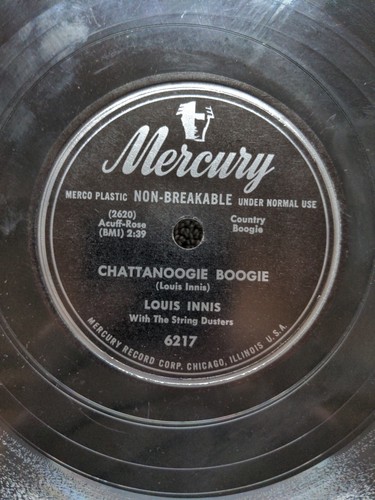 Mercury
MERCO PLASTIC NON-BREAKABLE UNDER NORMAL USE
(2620)
Acuff-Rose
(BMI) 2:39
Country
Boogie
CHATTANOOGIE BOOGIE
(Louis Innis)
LOUIS INNIS
With The String Dusters
6217
MERCURY RECORD CORP. CHICAGO, ILLINOIS U.S.A.